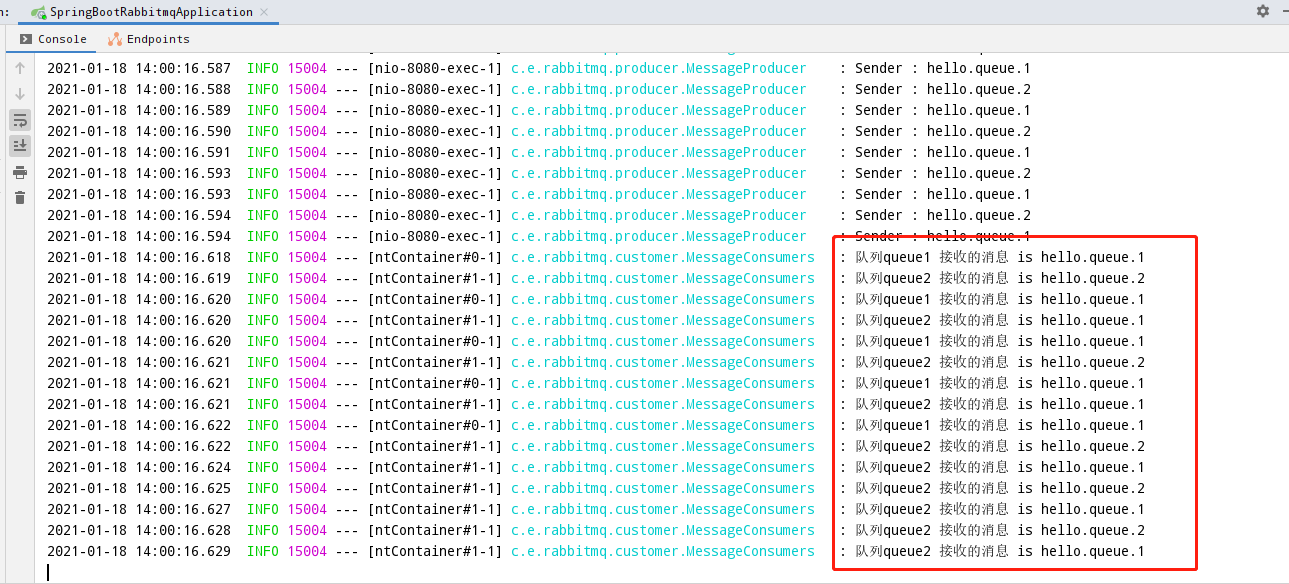 n: SpringBootRabbitmqApplication ×
Console Endpoints
2021-01-18 14:00:16.587 INFO 15004 --- [nio-8080-exec-1] c.e.rabbitmq.producer.MessageProducer : Sender : hello.queue.1
2021-01-18 14:00:16.588 INFO 15004 --- [nio-8080-exec-1] c.e.rabbitmq.producer.MessageProducer : Sender : hello.queue.2
2021-01-18 14:00:16.589 INFO 15004 --- [nio-8080-exec-1] c.e.rabbitmq.producer.MessageProducer : Sender : hello.queue.1
2021-01-18 14:00:16.590 INFO 15004 --- [nio-8080-exec-1] c.e.rabbitmq.producer.MessageProducer : Sender : hello.queue.2
2021-01-18 14:00:16.591 INFO 15004 --- [nio-8080-exec-1] c.e.rabbitmq.producer.MessageProducer : Sender : hello.queue.1
2021-01-18 14:00:16.593 INFO 15004 --- [nio-8080-exec-1] c.e.rabbitmq.producer.MessageProducer : Sender : hello.queue.2
2021-01-18 14:00:16.593 INFO 15004 --- [nio-8080-exec-1] c.e.rabbitmq.producer.MessageProducer : Sender : hello.queue.1
2021-01-18 14:00:16.594 INFO 15004 --- [nio-8080-exec-1] c.e.rabbitmq.producer.MessageProducer : Sender : hello.queue.2
2021-01-18 14:00:16.594 INFO 15004 --- [nio-8080-exec-1] c.e.rabbitmq.producer.MessageProducer : Sender : hello.queue.1
2021-01-18 14:00:16.618 INFO 15004 --- [ntContainer#0-1] c.e.rabbitmq.customer.MessageConsumers : 队列queue1 接收的消息 is hello.queue.1
2021-01-18 14:00:16.619 INFO 15004 --- [ntContainer#1-1] c.e.rabbitmq.customer.MessageConsumers : 队列queue2 接收的消息 is hello.queue.2
2021-01-18 14:00:16.620 INFO 15004 --- [ntContainer#0-1] c.e.rabbitmq.customer.MessageConsumers : 队列queue1 接收的消息 is hello.queue.1
2021-01-18 14:00:16.620 INFO 15004 --- [ntContainer#1-1] c.e.rabbitmq.customer.MessageConsumers : 队列queue2 接收的消息 is hello.queue.1
2021-01-18 14:00:16.620 INFO 15004 --- [ntContainer#0-1] c.e.rabbitmq.customer.MessageConsumers : 队列queue1 接收的消息 is hello.queue.1
2021-01-18 14:00:16.621 INFO 15004 --- [ntContainer#1-1] c.e.rabbitmq.customer.MessageConsumers : 队列queue2 接收的消息 is hello.queue.2
2021-01-18 14:00:16.621 INFO 15004 --- [ntContainer#0-1] c.e.rabbitmq.customer.MessageConsumers : 队列queue1 接收的消息 is hello.queue.1
2021-01-18 14:00:16.621 INFO 15004 --- [ntContainer#1-1] c.e.rabbitmq.customer.MessageConsumers : 队列queue2 接收的消息 is hello.queue.1
2021-01-18 14:00:16.622 INFO 15004 --- [ntContainer#0-1] c.e.rabbitmq.customer.MessageConsumers : 队列queue1 接收的消息 is hello.queue.1
2021-01-18 14:00:16.622 INFO 15004 --- [ntContainer#1-1] c.e.rabbitmq.customer.MessageConsumers : 队列queue2 接收的消息 is hello.queue.2
2021-01-18 14:00:16.624 INFO 15004 --- [ntContainer#1-1] c.e.rabbitmq.customer.MessageConsumers : 队列queue2 接收的消息 is hello.queue.1
2021-01-18 14:00:16.625 INFO 15004 --- [ntContainer#1-1] c.e.rabbitmq.customer.MessageConsumers : 队列queue2 接收的消息 is hello.queue.2
2021-01-18 14:00:16.627 INFO 15004 --- [ntContainer#1-1] c.e.rabbitmq.customer.MessageConsumers : 队列queue2 接收的消息 is hello.queue.1
2021-01-18 14:00:16.628 INFO 15004 --- [ntContainer#1-1] c.e.rabbitmq.customer.MessageConsumers : 队列queue2 接收的消息 is hello.queue.2
2021-01-18 14:00:16.629 INFO 15004 --- [ntContainer#1-1] c.e.rabbitmq.customer.MessageConsumers : 队列queue2 接收的消息 is hello.queue.1